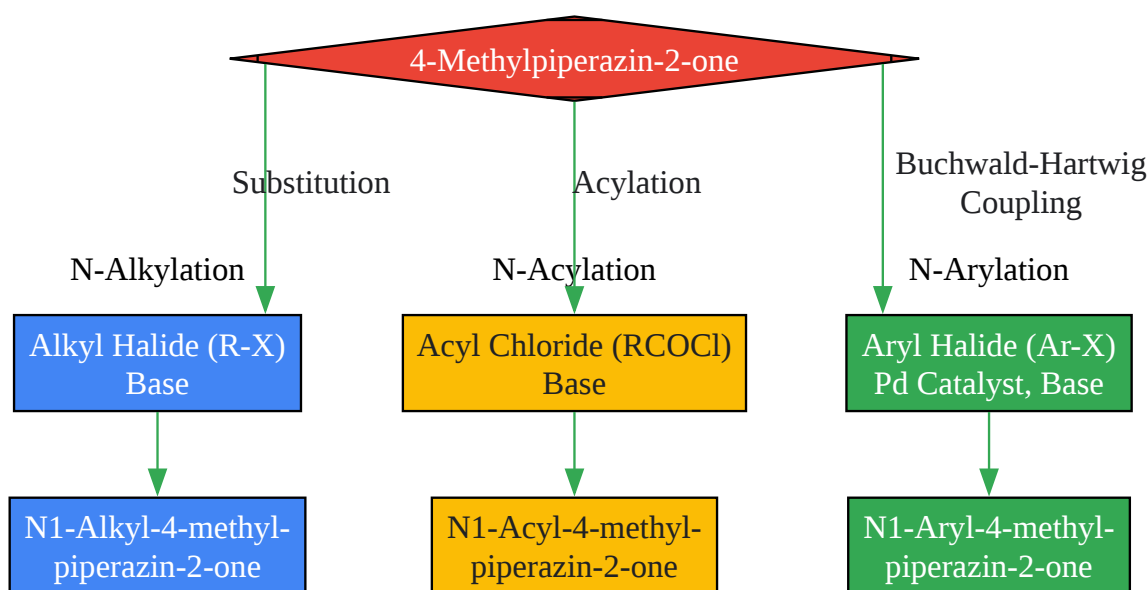 4-Methylpiperazin-2-one
Substitution
Acylation
Buchwald-Hartwig
Coupling
N-Alkylation
N-Acylation
N-Arylation
Alkyl Halide (R-X)
Base
Acyl Chloride (RCOCl)
Base
Aryl Halide (Ar-X)
Pd Catalyst, Base
N1-Alkyl-4-methyl-
piperazin-2-one
N1-Acyl-4-methyl-
piperazin-2-one
N1-Aryl-4-methyl-
piperazin-2-one